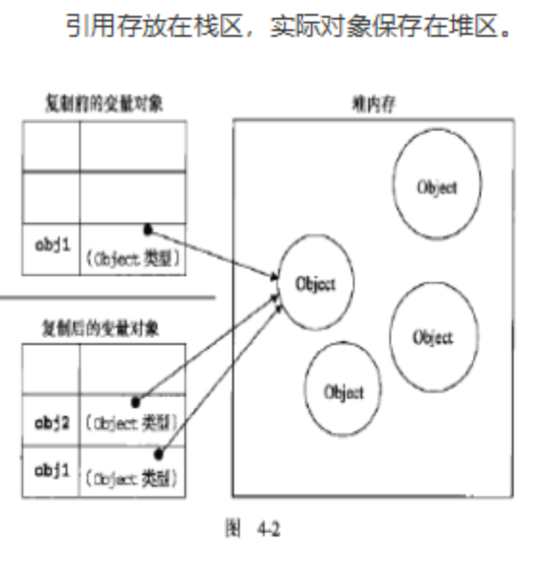 引用存放在栈区，实际对象保存在堆区。
复制前的变量对象
堆内存
Object
obj1
(Object 类型)
Object
复制后的变量对象
Object
Object
obj2
(Object 类型)
obj1
(Object 类型)
图 4-2